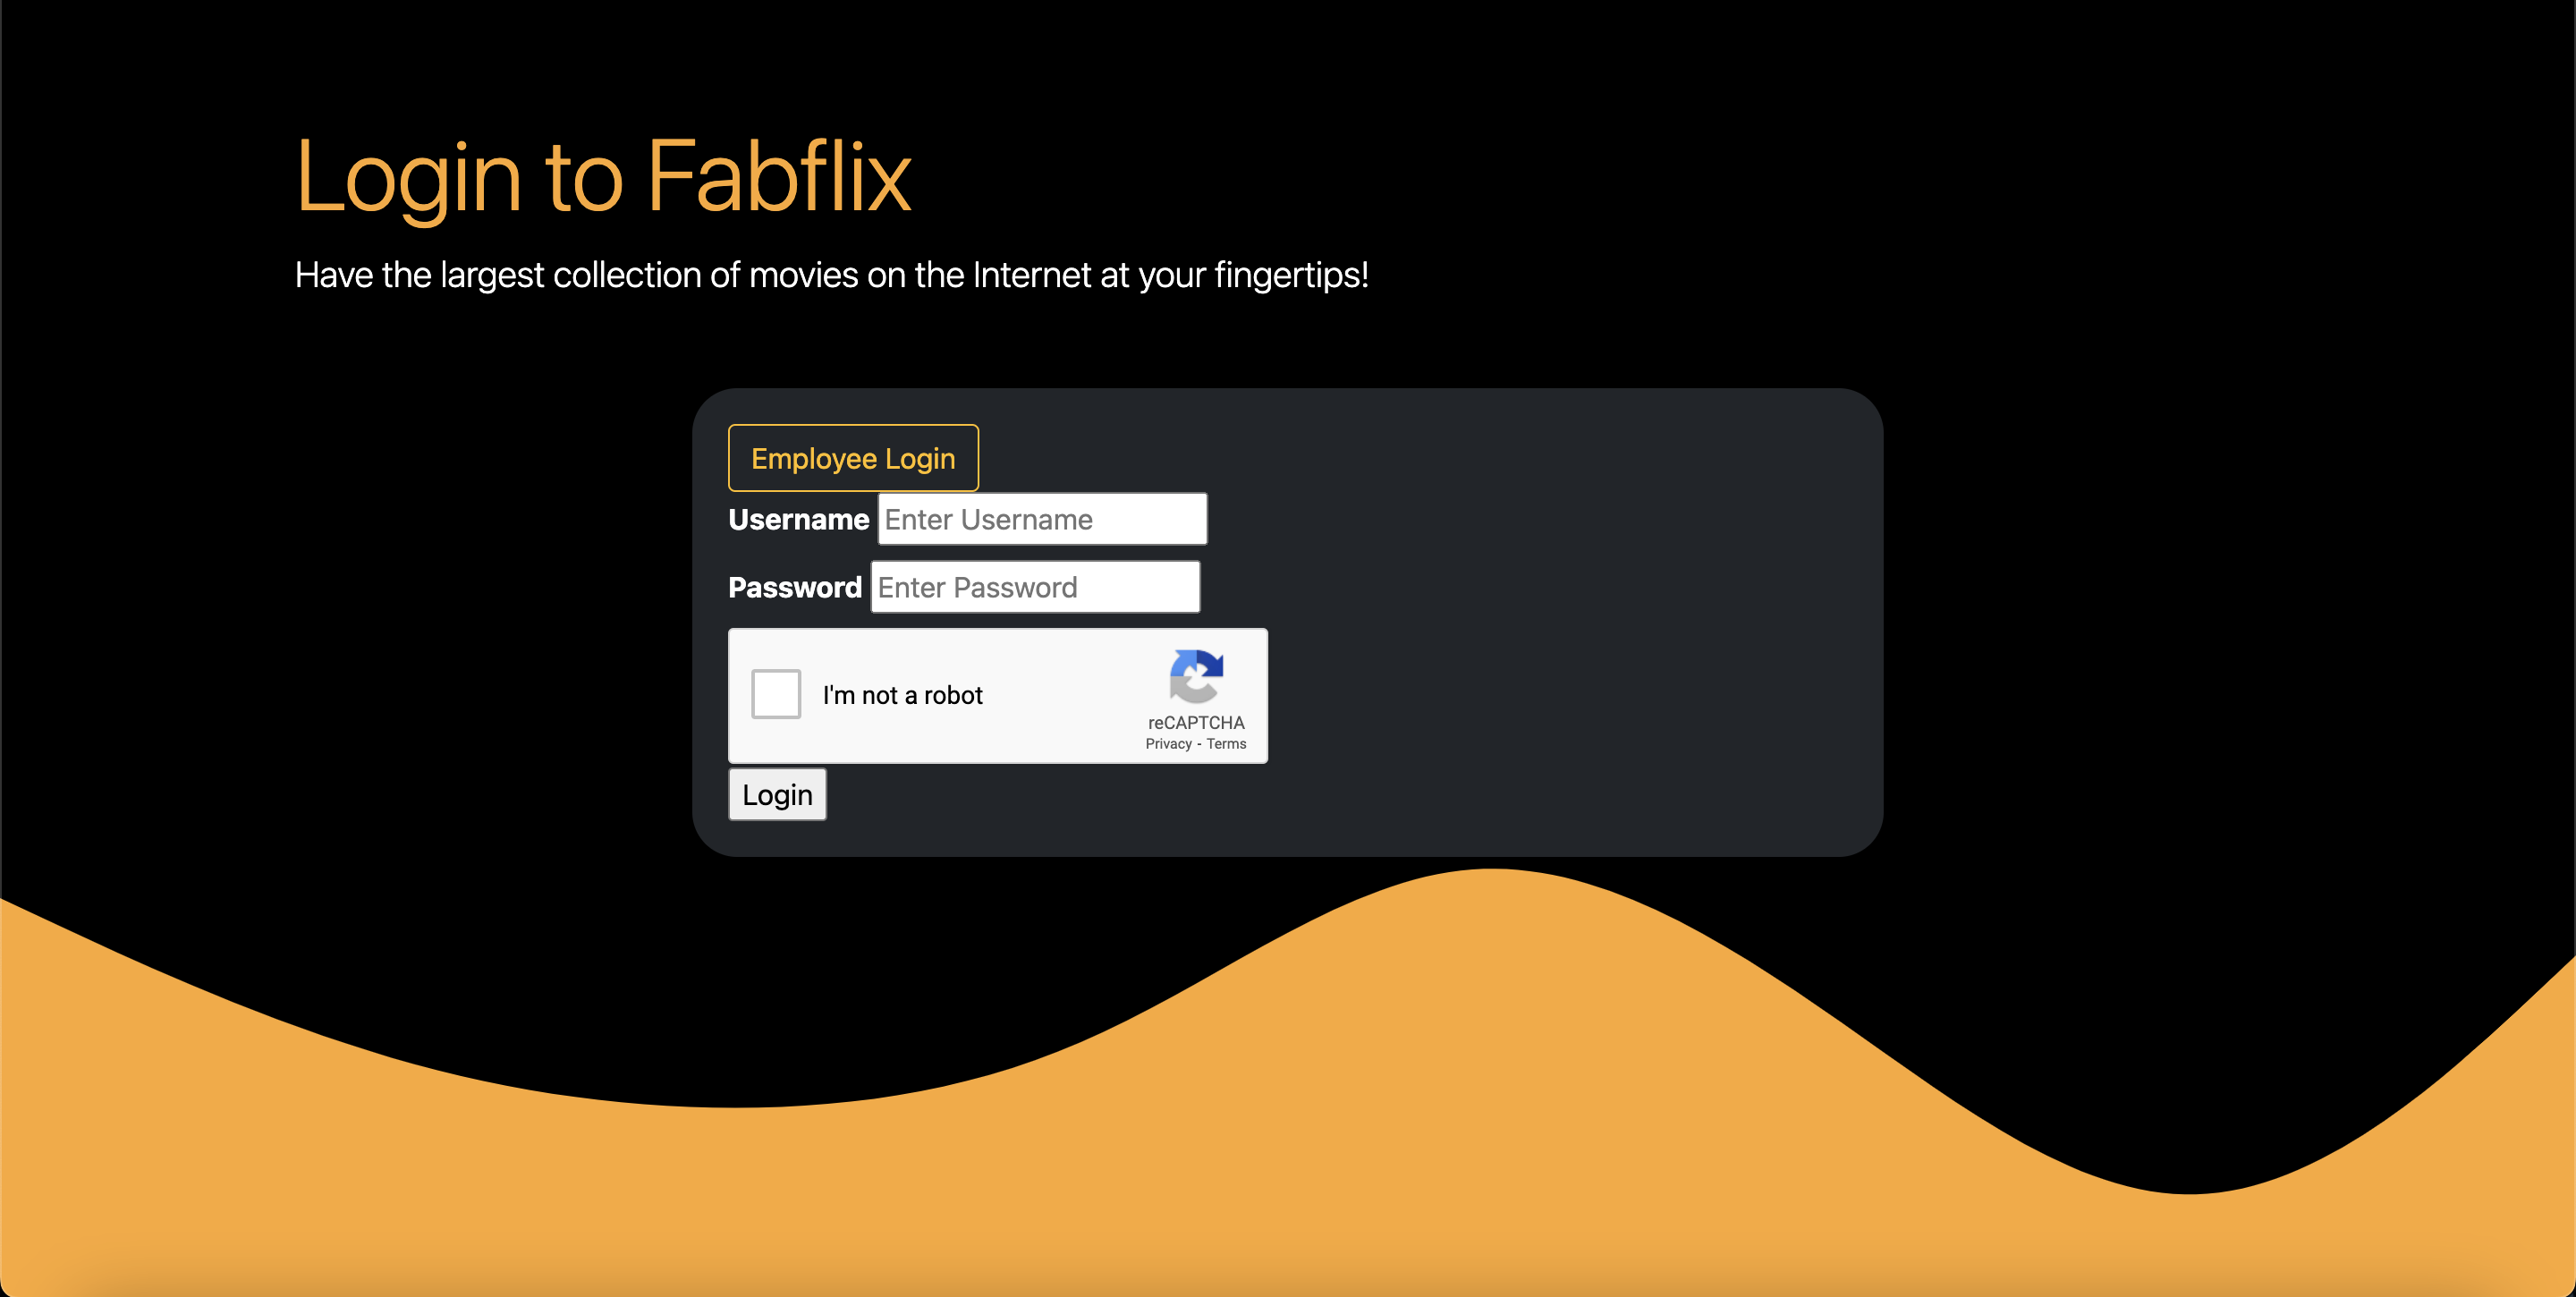 Login to Fabflix
Have the largest collection of movies on the Internet at your fingertips!
Employee Login
Username Enter Username
Password Enter Password
I'm not a robot
reCAPTCHA
Privacy - Terms
Login